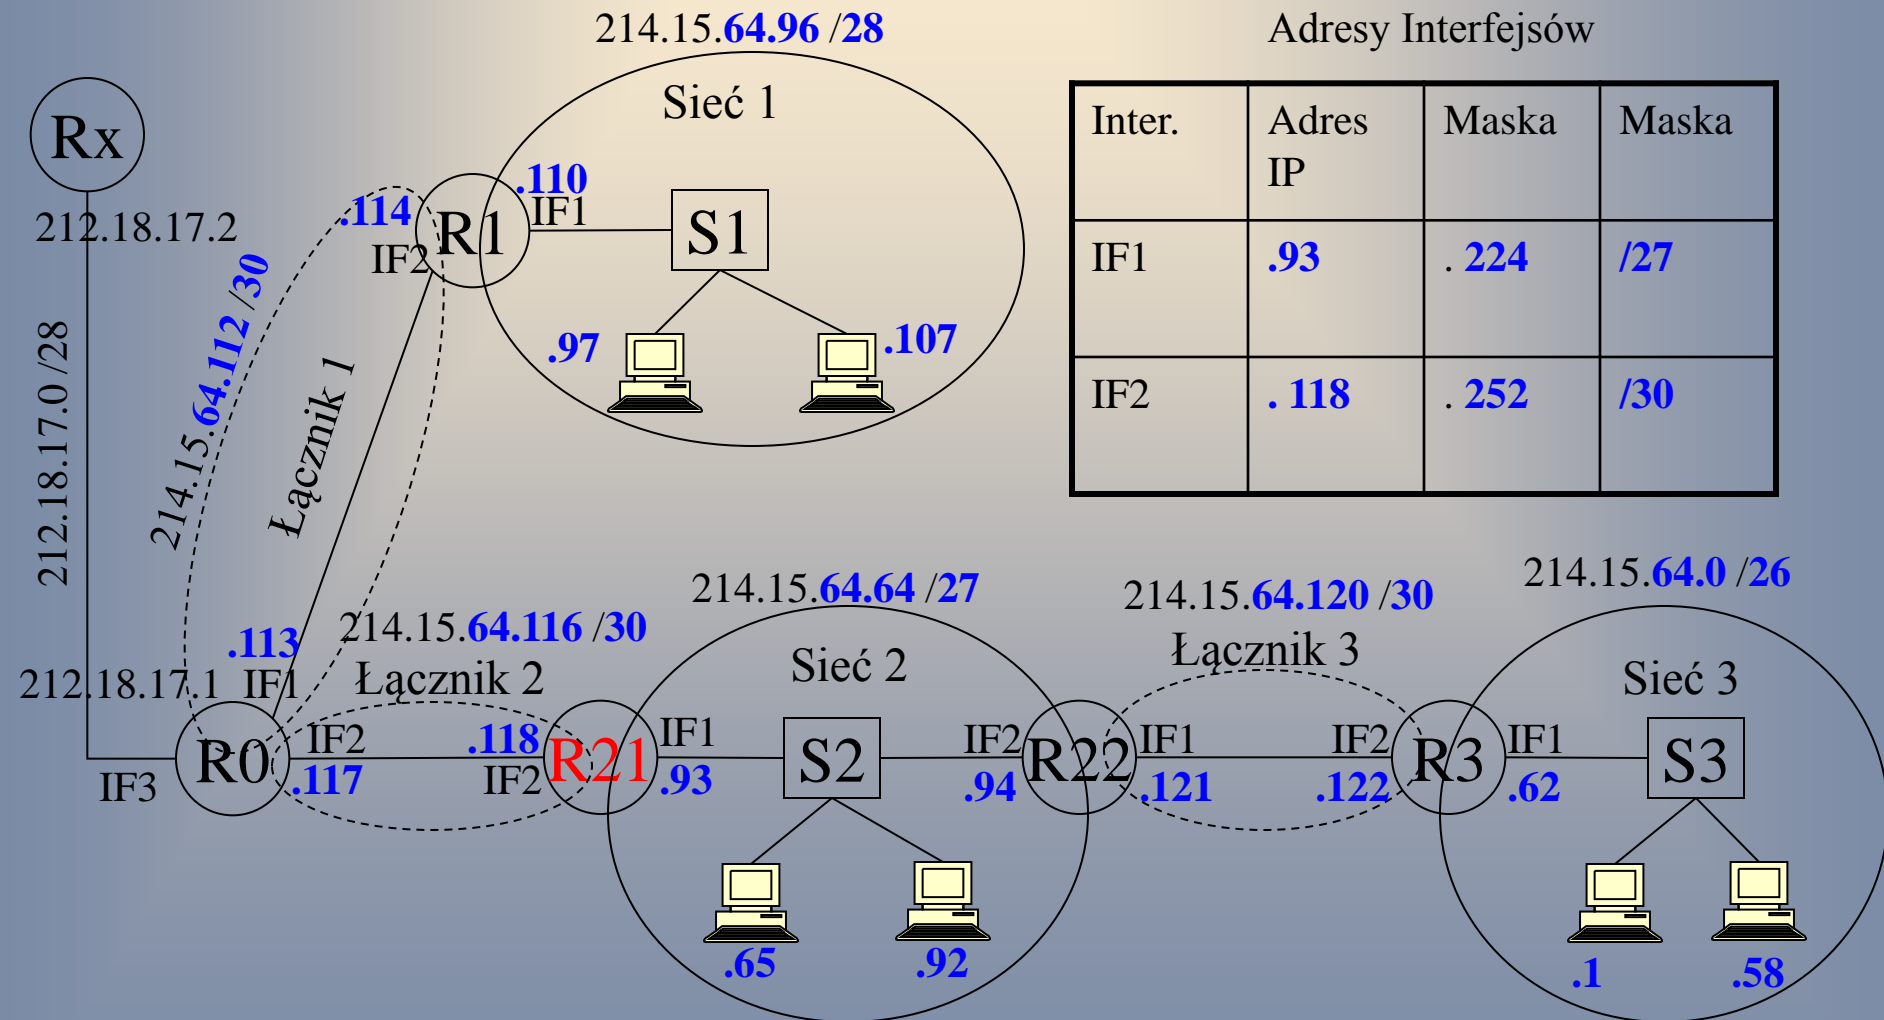 214.15.64.96 /28
Adresy Interfejsów
Sieć 1
Rx
Inter.
Adres IP
Maska
Maska
IF1
.93
. 224
/27
IF2
. 118
. 252
/30
.110
IF1
.114
IF2
R1
S1
212.18.17.2
.97
.107
212.18.17.0 /28
214.15.64.112 /30
Łącznik 1
214.15.64.64 /27
214.15.64.120 /30
214.15.64.0 /26
.113
214.15.64.116 /30
Łącznik 3
Sieć 2
Sieć 3
212.18.17.1
IF1
Łącznik 2
R0
IF2
.117
IF3
.118
IF2
R21
IF1
.93
S2
IF2
.94
R22
IF1
.121
IF2
.122
R3
IF1
.62
S3
.65
.92
.1
.58